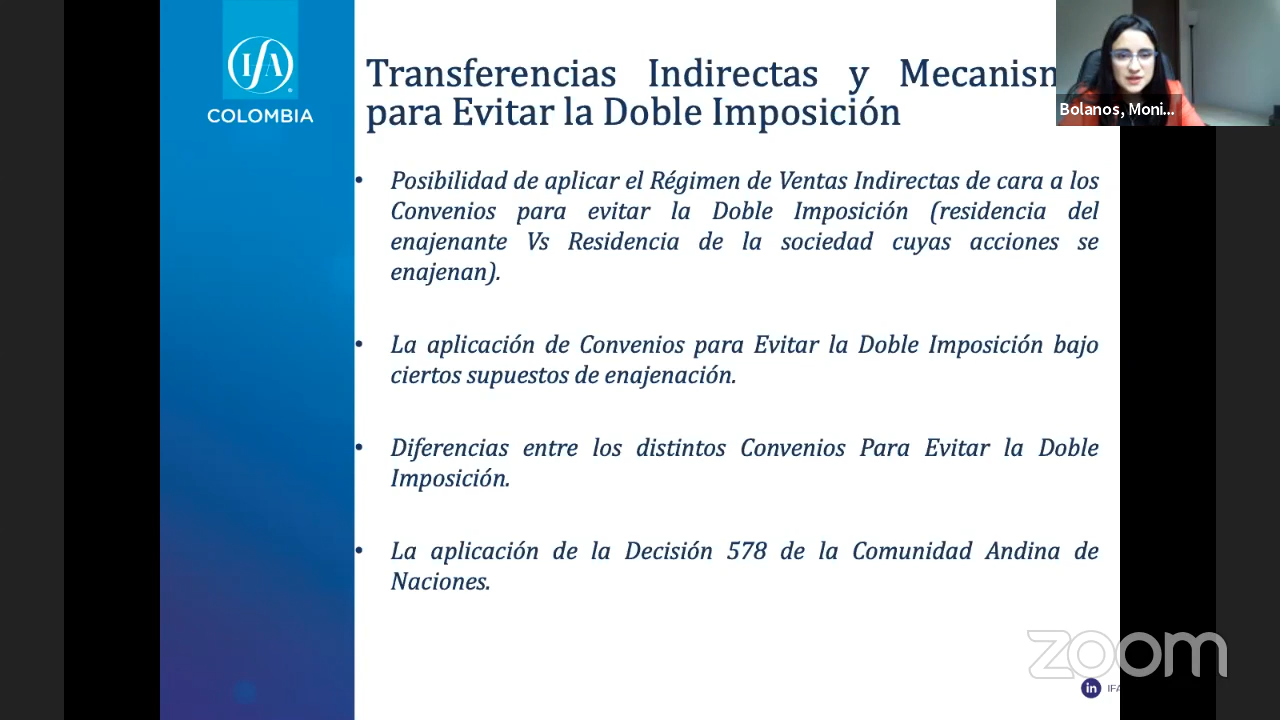 IFA
COLOMBIA
Transferencias Indirectas y
para Evitar la Doble Imposición
Bolanos, Moni...
• Posibilidad de aplicar el Régimen de Ventas Indirectas de cara a los
Convenios para evitar la Doble Imposición (residencia del
enajenante Vs Residencia de la sociedad cuyas acciones se
enajenan).
• La aplicación de Convenios para Evitar la Doble Imposición bajo
ciertos supuestos de enajenación.
• Diferencias entre los distintos Convenios Para Evitar la Doble
Imposición.
• La aplicación de la Decisión 578 de la Comunidad Andina de
Naciones.
zoom
in